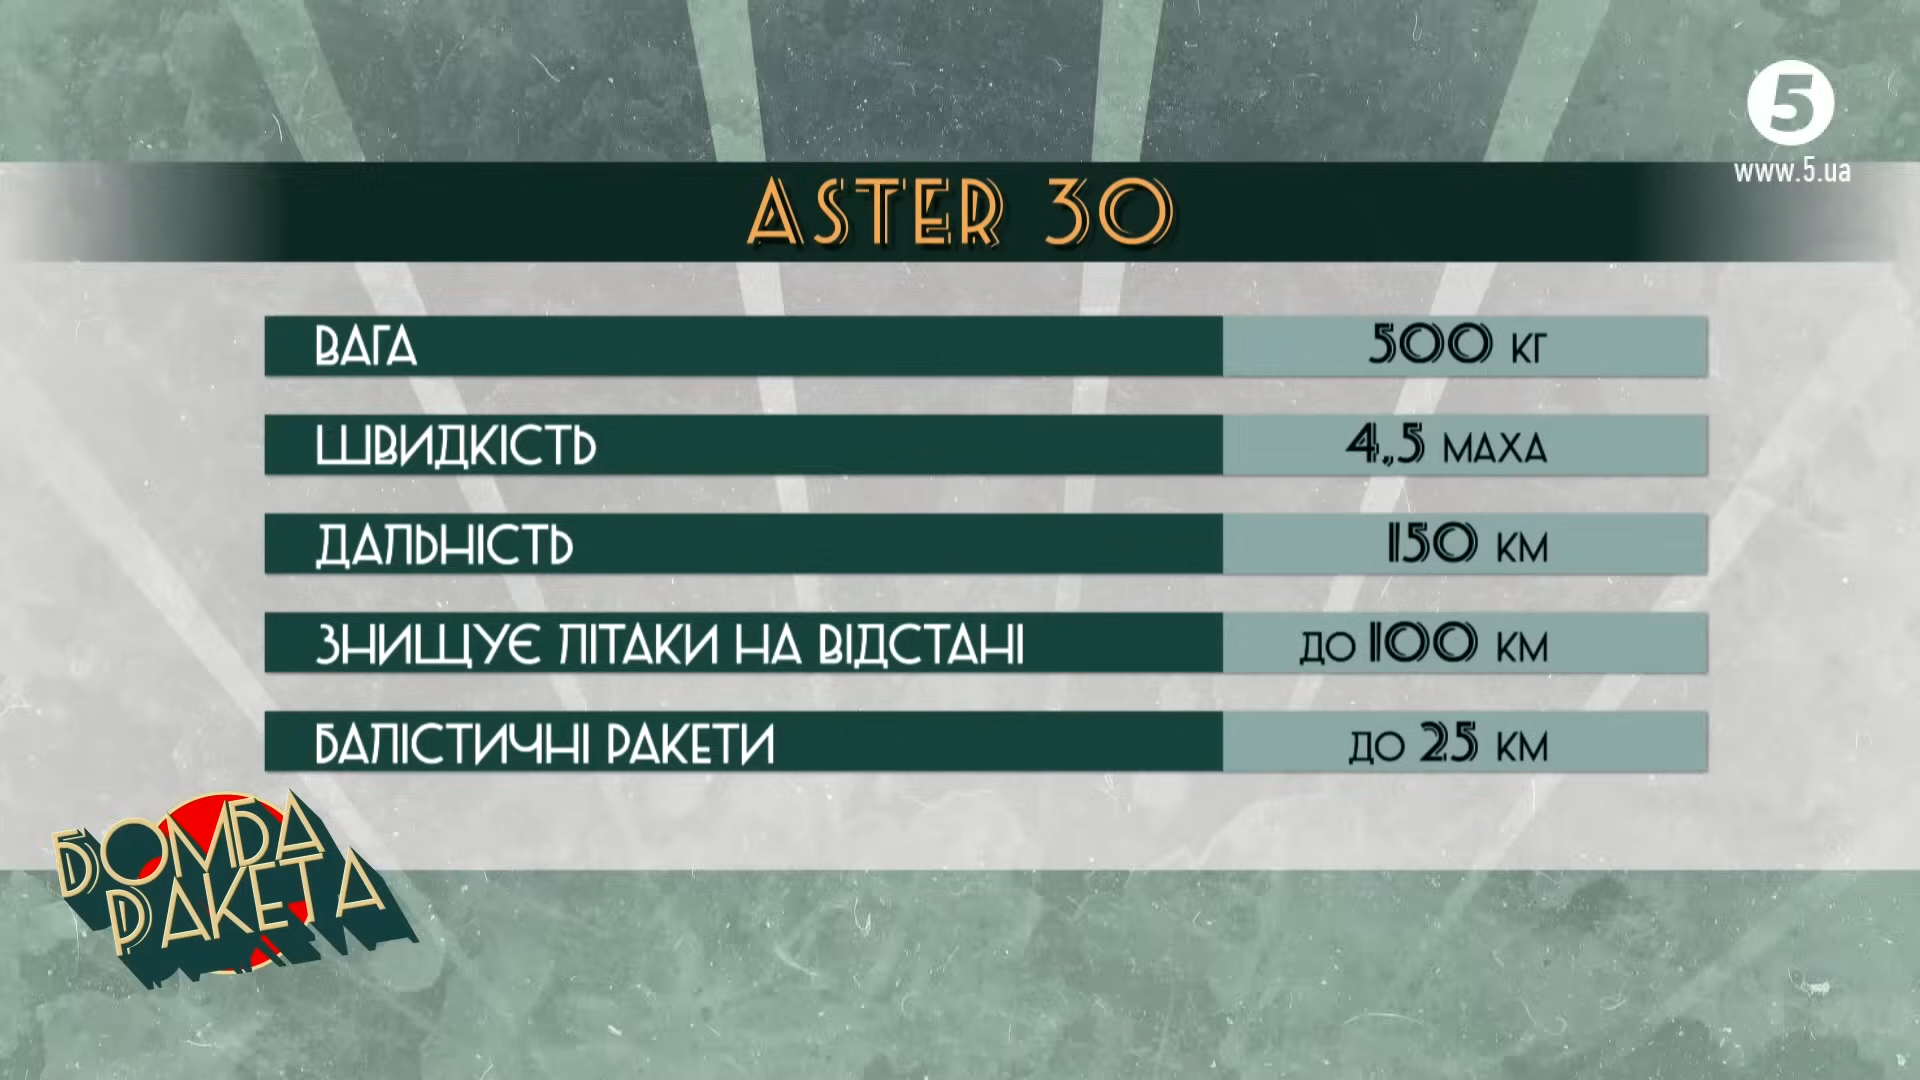 5
www.5.ua
ASTER 30
ВАГА 500 КГ
ШВИДКІСТЬ 4,5 МАХА
ДАЛЬНІСТЬ 150 КМ
ЗНИЩУЄ ЛІТАКИ НА ВІДСТАНІ ДО 100 КМ
БАЛІСТИЧНІ РАКЕТИ ДО 25 КМ
БОМБА
РАКЕТА